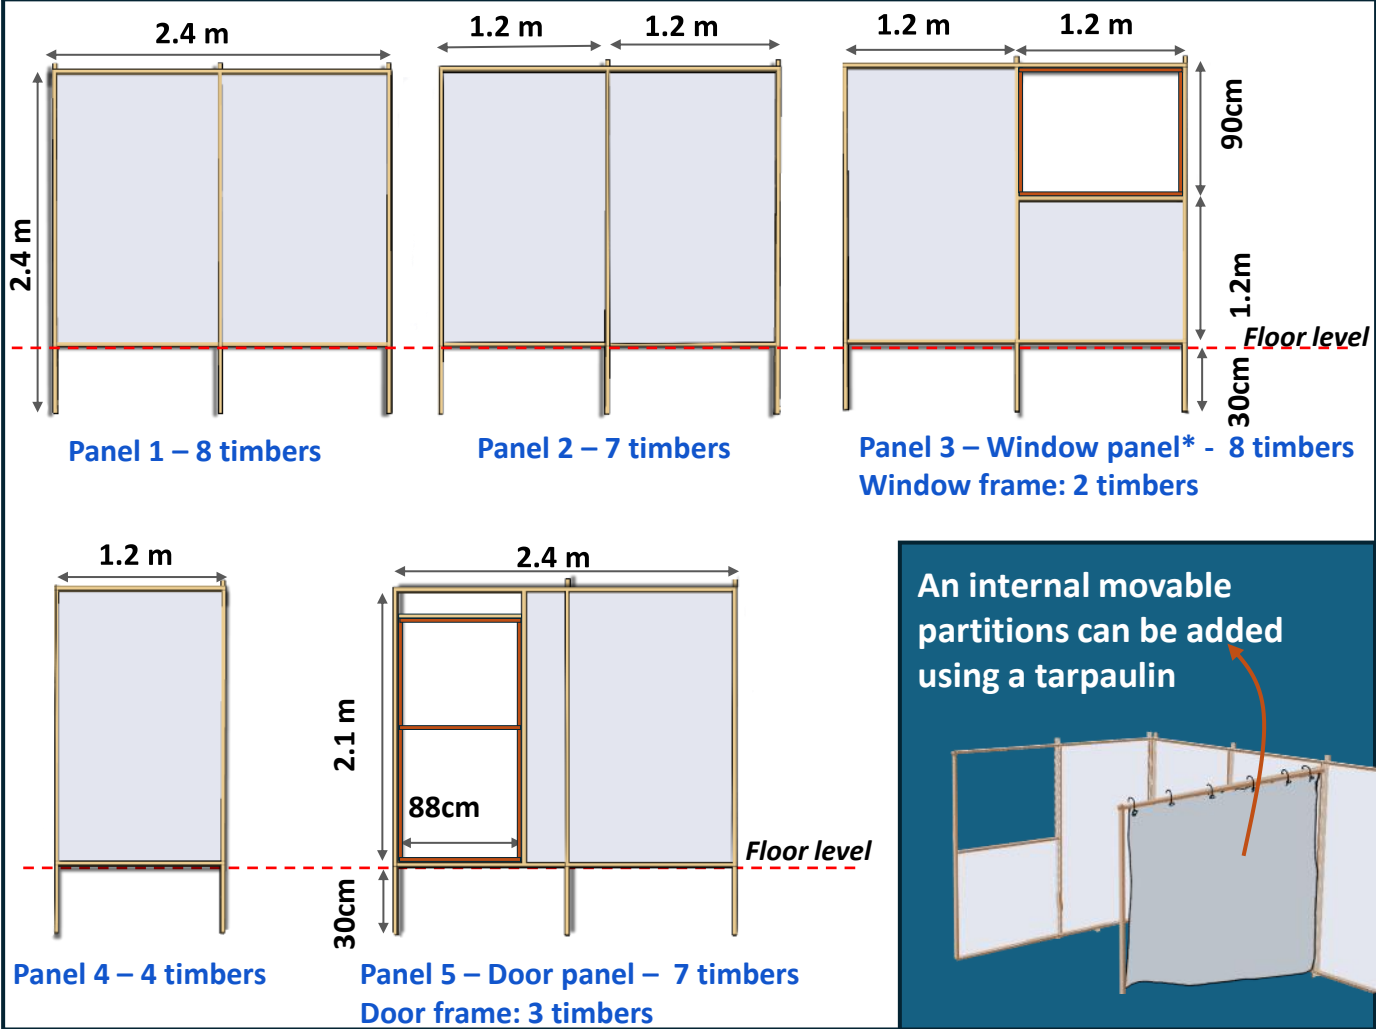 2.4 m
1.2 m
1.2 m
1.2 m
1.2 m
2.4 m
90cm
1.2m
Floor level
30cm
Panel 1 – 8 timbers
Panel 2 – 7 timbers
Panel 3 – Window panel* - 8 timbers
Window frame: 2 timbers
1.2 m
2.4 m
2.1 m
88cm
Floor level
30cm
Panel 4 – 4 timbers
Panel 5 – Door panel – 7 timbers
Door frame: 3 timbers
An internal movable
partitions can be added
using a tarpaulin